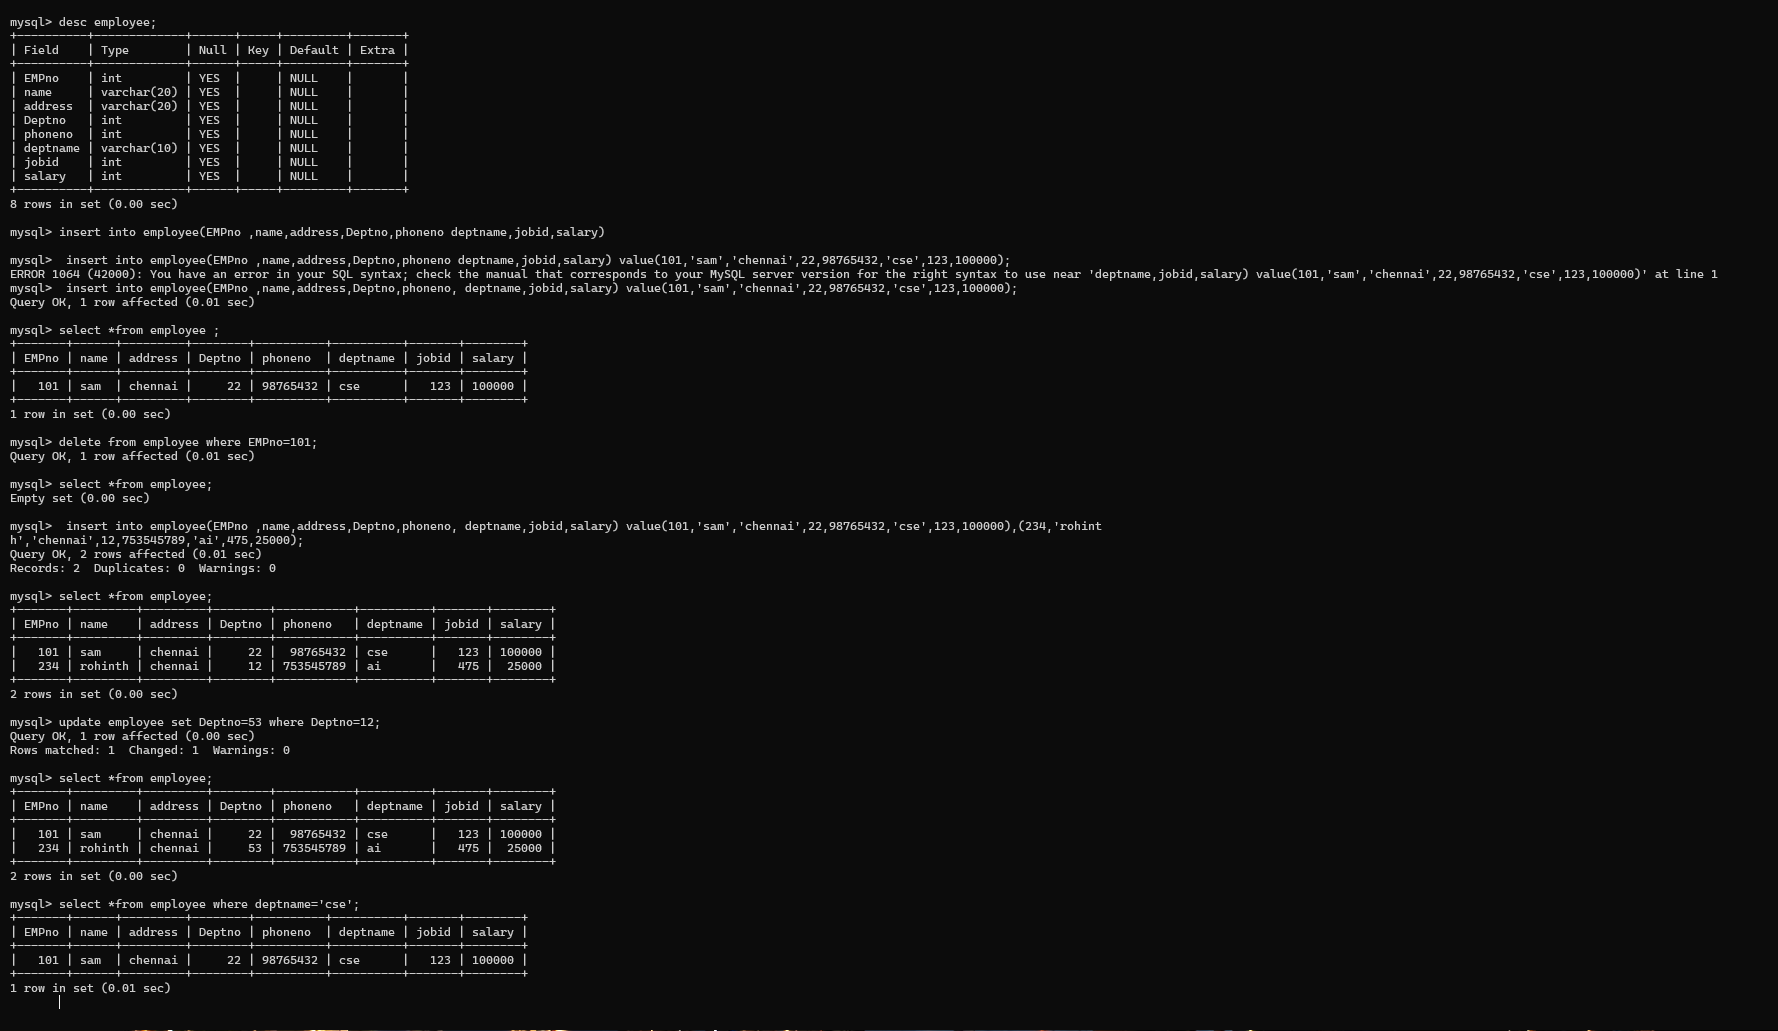 mysql> desc employee;
+----------+-------------+------+-----+---------+-------+
| Field    | Type        | Null | Key | Default | Extra |
+----------+-------------+------+-----+---------+-------+
| EMPno    | int         | YES  |     | NULL    |       |
| name     | varchar(20) | YES  |     | NULL    |       |
| address  | varchar(20) | YES  |     | NULL    |       |
| Deptno   | int         | YES  |     | NULL    |       |
| phoneno  | int         | YES  |     | NULL    |       |
| deptname | varchar(10) | YES  |     | NULL    |       |
| jobid    | int         | YES  |     | NULL    |       |
| salary   | int         | YES  |     | NULL    |       |
+----------+-------------+------+-----+---------+-------+
8 rows in set (0.00 sec)
mysql> insert into employee(EMPno ,name,address,Deptno,phoneno deptname,jobid,salary)
mysql>  insert into employee(EMPno ,name,address,Deptno,phoneno deptname,jobid,salary) value(101,'sam','chennai',22,98765432,'cse',123,100000);
ERROR 1064 (42000): You have an error in your SQL syntax; check the manual that corresponds to your MySQL server version for the right syntax to use near 'deptname,jobid,salary) value(101,'sam','chennai',22,98765432,'cse',123,100000)' at line 1
mysql>  insert into employee(EMPno ,name,address,Deptno,phoneno, deptname,jobid,salary) value(101,'sam','chennai',22,98765432,'cse',123,100000);
Query OK, 1 row affected (0.01 sec)
mysql> select *from employee ;
+-------+------+---------+--------+----------+----------+-------+--------+
| EMPno | name | address | Deptno | phoneno  | deptname | jobid | salary |
+-------+------+---------+--------+----------+----------+-------+--------+
|   101 | sam  | chennai |     22 | 98765432 | cse      |   123 | 100000 |
+-------+------+---------+--------+----------+----------+-------+--------+
1 row in set (0.00 sec)
mysql> delete from employee where EMPno=101;
Query OK, 1 row affected (0.01 sec)
mysql> select *from employee;
Empty set (0.00 sec)
mysql>  insert into employee(EMPno ,name,address,Deptno,phoneno, deptname,jobid,salary) value(101,'sam','chennai',22,98765432,'cse',123,100000),(234,'rohint
h','chennai',12,753545789,'ai',475,25000);
Query OK, 2 rows affected (0.01 sec)
Records: 2  Duplicates: 0  Warnings: 0
mysql> select *from employee;
+-------+---------+---------+--------+-----------+----------+-------+--------+
| EMPno | name    | address | Deptno | phoneno   | deptname | jobid | salary |
+-------+---------+---------+--------+-----------+----------+-------+--------+
|   101 | sam     | chennai |     22 |  98765432 | cse      |   123 | 100000 |
|   234 | rohinth | chennai |     12 | 753545789 | ai       |   475 |  25000 |
+-------+---------+---------+--------+-----------+----------+-------+--------+
2 rows in set (0.00 sec)
mysql> update employee set Deptno=53 where Deptno=12;
Query OK, 1 row affected (0.00 sec)
Rows matched: 1  Changed: 1  Warnings: 0
mysql> select *from employee;
+-------+---------+---------+--------+-----------+----------+-------+--------+
| EMPno | name    | address | Deptno | phoneno   | deptname | jobid | salary |
+-------+---------+---------+--------+-----------+----------+-------+--------+
|   101 | sam     | chennai |     22 |  98765432 | cse      |   123 | 100000 |
|   234 | rohinth | chennai |     53 | 753545789 | ai       |   475 |  25000 |
+-------+---------+---------+--------+-----------+----------+-------+--------+
2 rows in set (0.00 sec)
mysql> select *from employee where deptname='cse';
+-------+------+---------+--------+----------+----------+-------+--------+
| EMPno | name | address | Deptno | phoneno  | deptname | jobid | salary |
+-------+------+---------+--------+----------+----------+-------+--------+
|   101 | sam  | chennai |     22 | 98765432 | cse      |   123 | 100000 |
+-------+------+---------+--------+----------+----------+-------+--------+
1 row in set (0.01 sec)